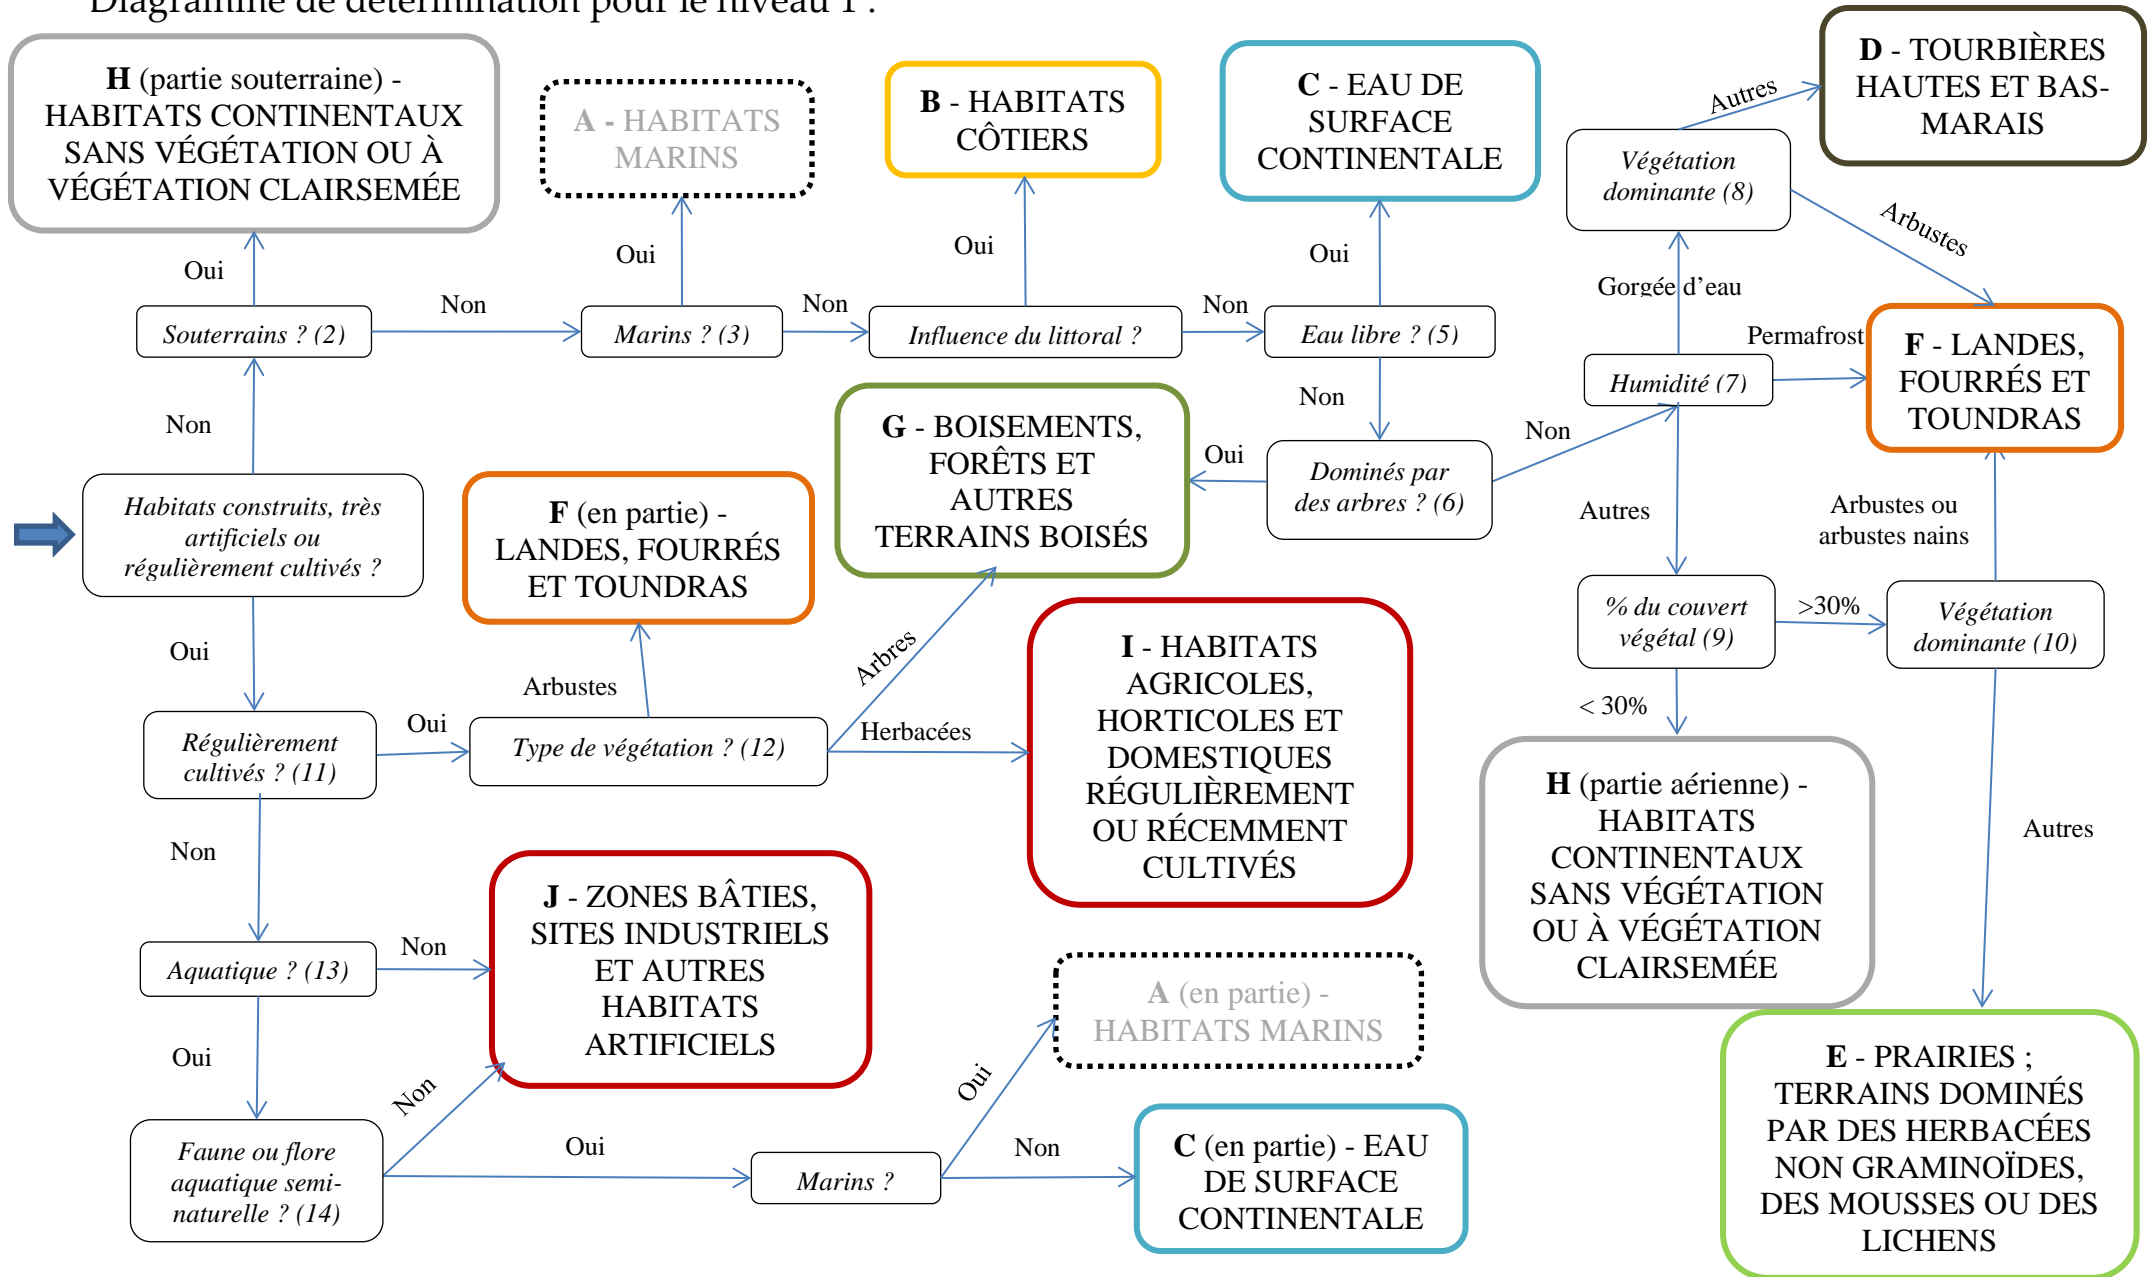 Diagramme de détermination pour le niveau 1 :
H (partie souterraine) -
HABITATS CONTINENTAUX
SANS VÉGÉTATION OU À
VÉGÉTATION CLAIRSEMÉE
A - HABITATS
MARINS
B - HABITATS
CÔTIERS
C - EAU DE
SURFACE
CONTINENTALE
D - TOURBIÈRES
HAUTES ET BAS-
MARAIS
Autres
Végétation
dominante (8)
Arbustes
Oui
Oui
Oui
Oui
Gorgée d'eau
Souterrains ? (2)
Non
Marins ? (3)
Non
Influence du littoral ?
Non
Eau libre ? (5)
Permafrost
Humidité (7)
F - LANDES,
FOURRÉS ET
TOUNDRAS
Non
Non
Non
Habitats construits, très
artificiels ou
régulièrement cultivés ?
F (en partie) -
LANDES, FOURRÉS
ET TOUNDRAS
G - BOISEMENTS,
FORÊTS ET
AUTRES
TERRAINS BOISÉS
Oui
Dominés par
des arbres ? (6)
Autres
Arbustes ou
arbustes nains
% du couvert
végétal (9)
>30%
Végétation
dominante (10)
Oui
Arbustes
Arbres
I - HABITATS
AGRICOLES,
HORTICOLES ET
DOMESTIQUES
RÉGULIÈREMENT
OU RÉCEMMENT
CULTIVÉS
< 30%
Régulièrement
cultivés ? (11)
Oui
Type de végétation ? (12)
Herbacées
H (partie aérienne) -
HABITATS
CONTINENTAUX
SANS VÉGÉTATION
OU À VÉGÉTATION
CLAIRSEMÉE
Autres
Non
J - ZONES BÂTIES,
SITES INDUSTRIELS
ET AUTRES
HABITATS
ARTIFICIELS
Aquatique ? (13)
Non
A (en partie) -
HABITATS MARINS
Oui
Non
Oui
Faune ou flore
aquatique semi-
naturelle ? (14)
Oui
Marins ?
Non
C (en partie) - EAU
DE SURFACE
CONTINENTALE
E - PRAIRIES ;
TERRAINS DOMINÉS
PAR DES HERBACÉES
NON GRAMINOÏDES,
DES MOUSSES OU DES
LICHENS